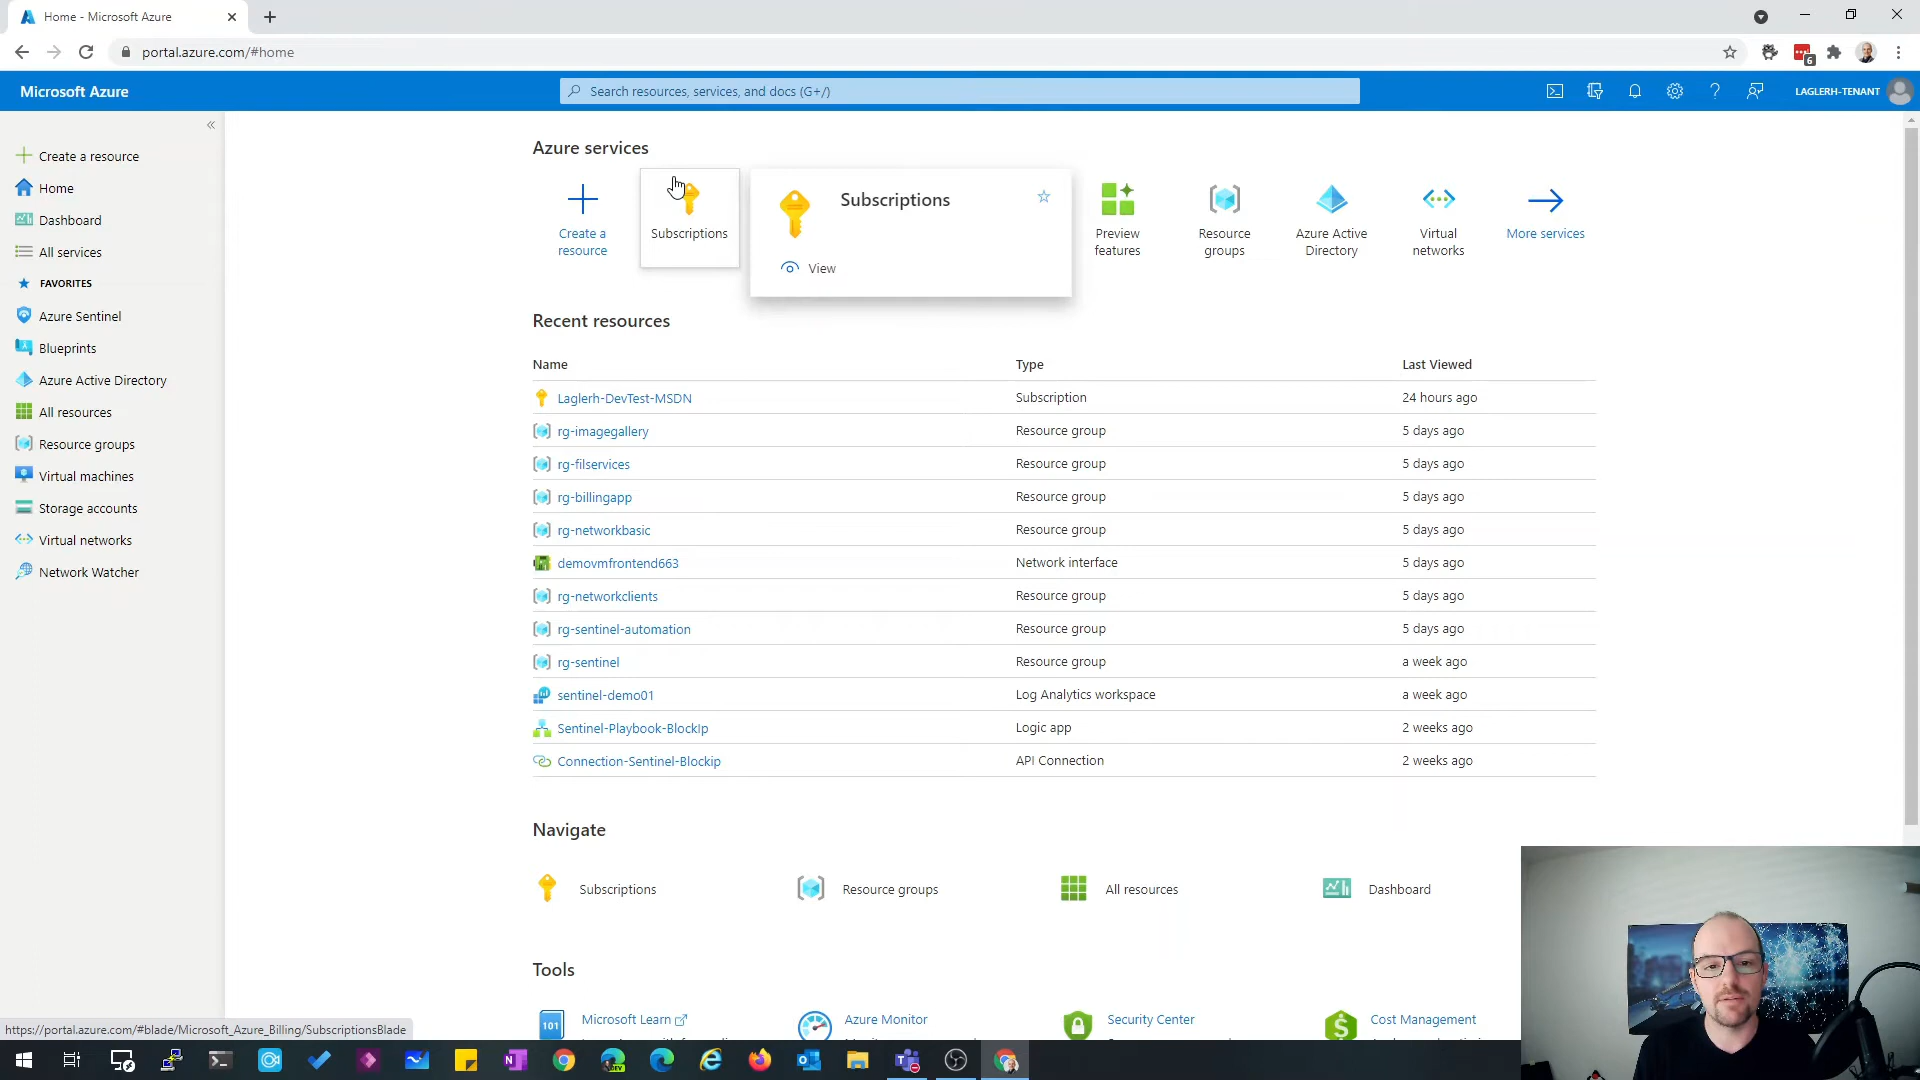 Home - Microsoft Azure
portal.azure.com/#home
6
Microsoft Azure
Search resources, services, and docs (G+/)
LAGLERH-TENANT
Create a resource
Home
Dashboard
All services
FAVORITES
Azure Sentinel
Blueprints
Azure Active Directory
All resources
Resource groups
Virtual machines
Storage accounts
Virtual networks
Network Watcher
Azure services
Create a
resource
Subscriptions
Subscriptions
View
Preview
features
Resource
groups
Azure Active
Directory
Virtual
networks
More services
Recent resources
Name Type Last Viewed
Laglerh-DevTest-MSDN Subscription 24 hours ago
rg-imagegallery Resource group 5 days ago
rg-filservices Resource group 5 days ago
rg-billingapp Resource group 5 days ago
rg-networkbasic Resource group 5 days ago
demovmfrontend663 Network interface 5 days ago
rg-networkclients Resource group 5 days ago
rg-sentinel-automation Resource group 5 days ago
rg-sentinel Resource group a week ago
sentinel-demo01 Log Analytics workspace a week ago
Sentinel-Playbook-BlockIp Logic app 2 weeks ago
Connection-Sentinel-Blockip API Connection 2 weeks ago
Navigate
Subscriptions Resource groups All resources Dashboard
Tools
101 Microsoft Learn Azure Monitor Security Center Cost Management
https://portal.azure.com/#blade/Microsoft_Azure_Billing/SubscriptionsBlade